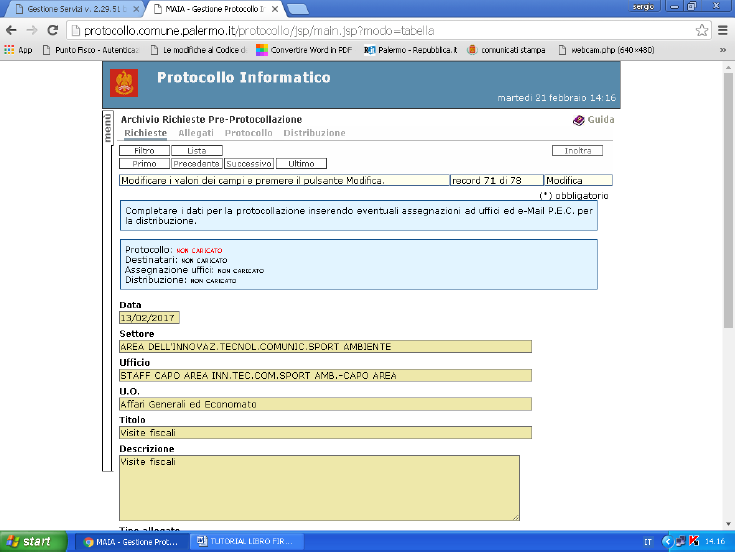 Gestione Servizi v. 2.29.51
MAIA - Gestione Protocollo I
sergio
protocollo.comune.palermo.it/protocollo/jsp/main.jsp?modo=tabella
App Punto Fisco - Autentica Le modifiche al Codice d Convertire Word in PDF Palermo - Repubblica.it comunicati stampa webcam.php (640×480) »
Protocollo Informatico
martedì 21 febbraio 14:16
menù
Archivio Richieste Pre-Protocollazione
Guida
Richieste Allegati Protocollo Distribuzione
Filtro Lista Inoltra
Primo Precedente Successivo Ultimo
Modificare i valori dei campi e premere il pulsante Modifica. record 71 di 78 Modifica
(*) obbligatorio
Completare i dati per la protocollazione inserendo eventuali assegnazioni ad uffici ed e-Mail P.E.C. per
la distribuzione.
Protocollo: NON CARICATO
Destinatari: NON CARICATO
Assegnazione uffici: NON CARICATO
Distribuzione: NON CARICATO
Data
13/02/2017
Settore
AREA DELL'INNOVAZ.TECNOL.COMUNIC.SPORT AMBIENTE
Ufficio
STAFF CAPO AREA INN.TEC.COM.SPORT AMB.-CAPO AREA
U.O.
Affari Generali ed Economato
Titolo
Visite fiscali
Descrizione
Visite fiscali
Tipo allegato
start
MAIA - Gestione Prot...
TUTORIAL LIBRO FIR...
IT
14.16